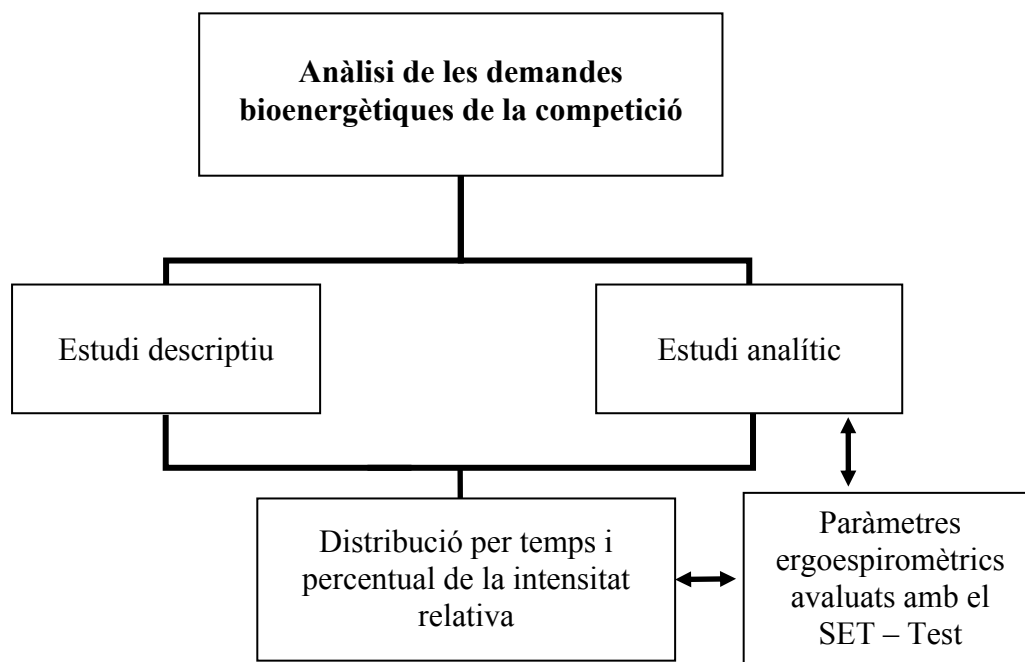 Anàlisi de les demandes
bioenergètiques de la competició
Estudi descriptiu
Estudi analític
Distribució per temps i
percentual de la intensitat
relativa
Paràmetres
ergoespiromètrics
avaluats amb el
SET – Test